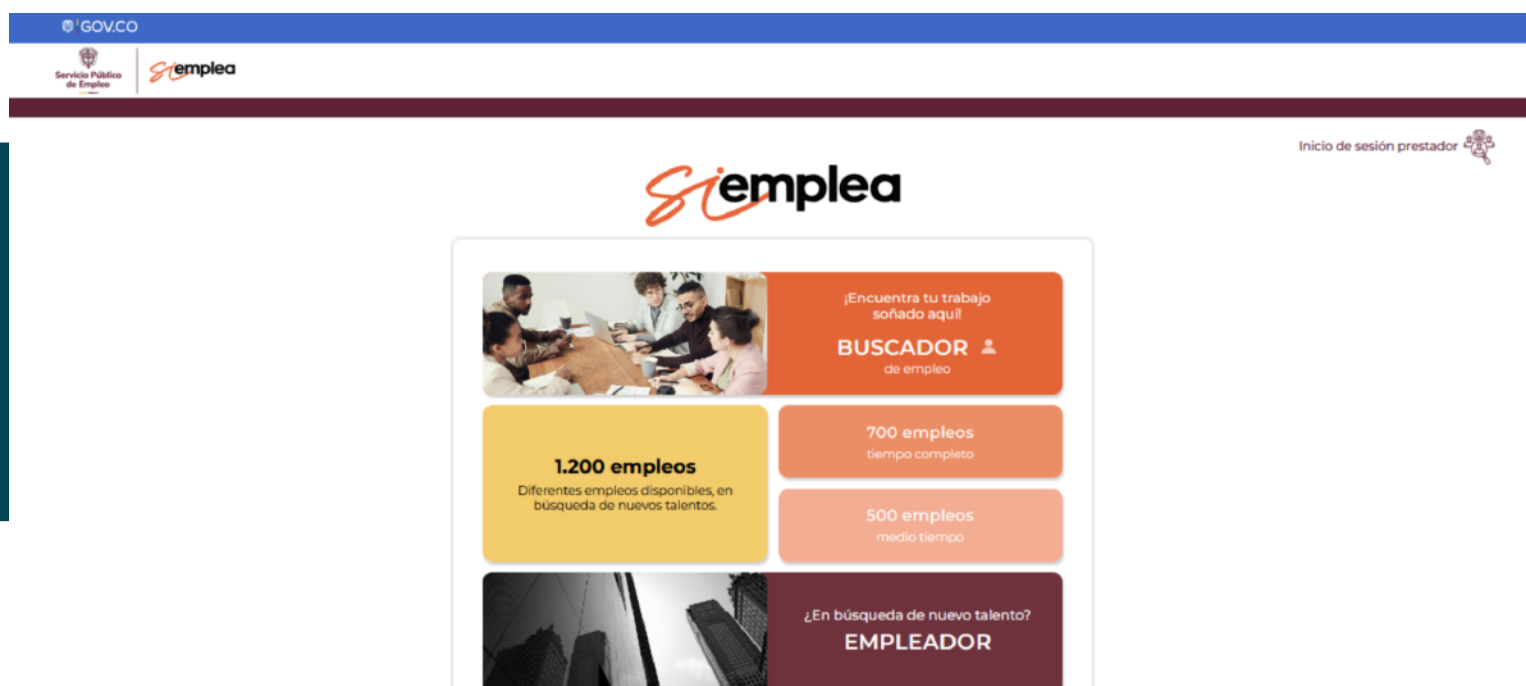 GOV.CO
Servicio Público
de Empleo
Siemplea
Inicio de sesión prestador
Siemplea
¡Encuentra tu trabajo
soñado aquí!
BUSCADOR
de empleo
1.200 empleos
Diferentes empleos disponibles, en
búsqueda de nuevos talentos.
700 empleos
tiempo completo
500 empleos
medio tiempo
¿En búsqueda de nuevo talento?
EMPLEADOR